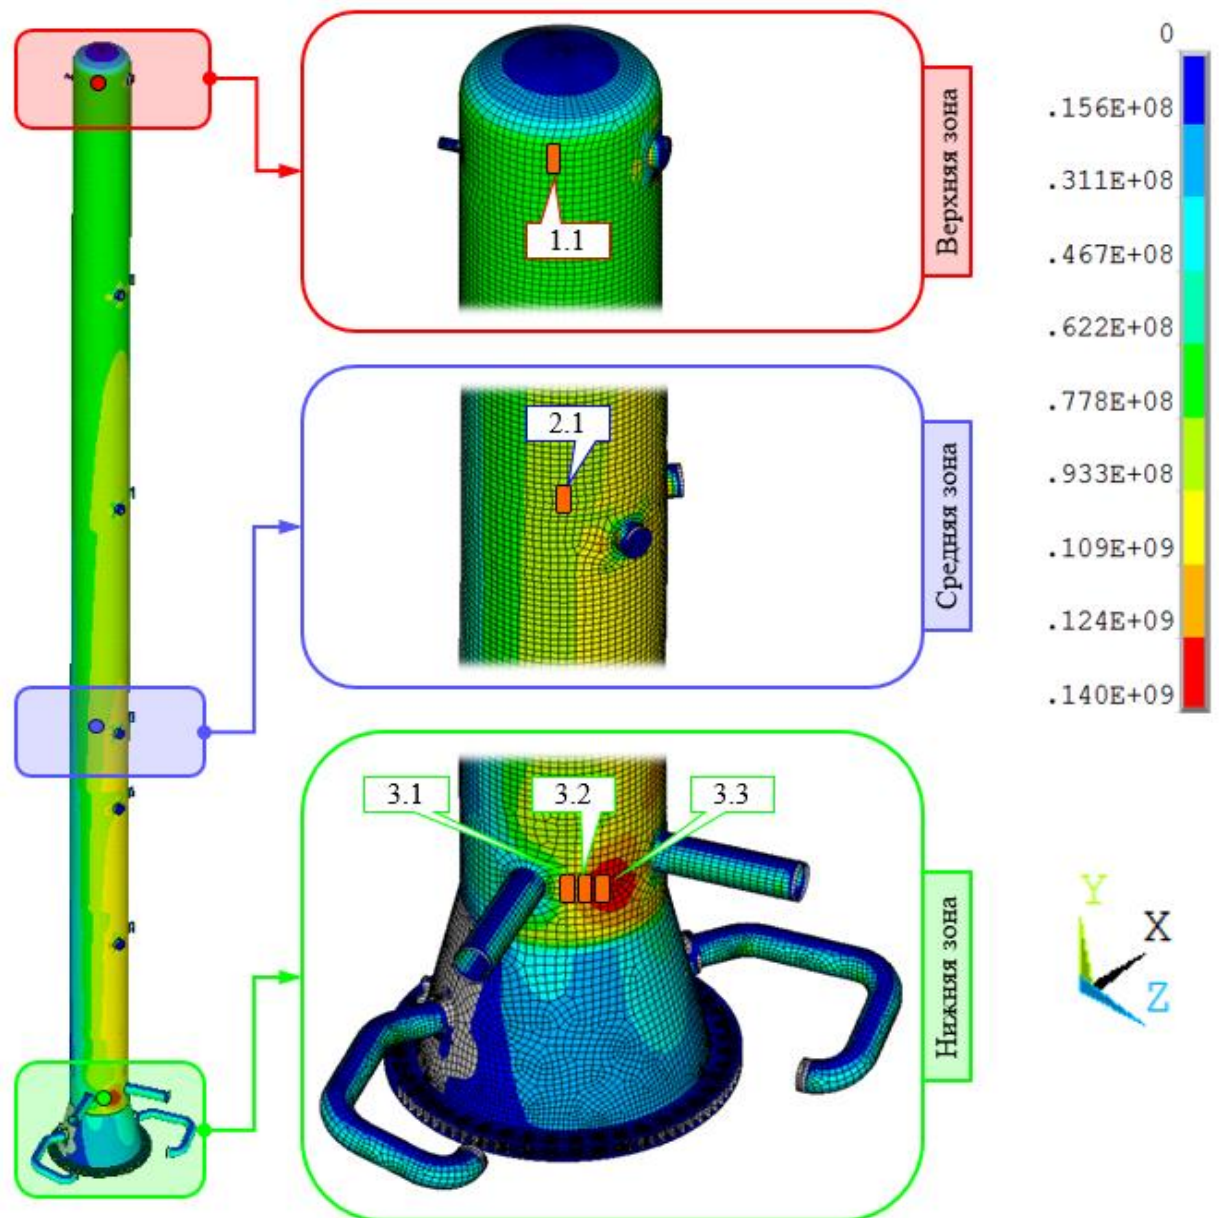 1.1
Верхняя зона
2.1
Средняя зона
3.1
3.2
3.3
Нижняя зона
0
.156E+08
.311E+08
.467E+08
.622E+08
.778E+08
.933E+08
.109E+09
.124E+09
.140E+09
Y
X
Z